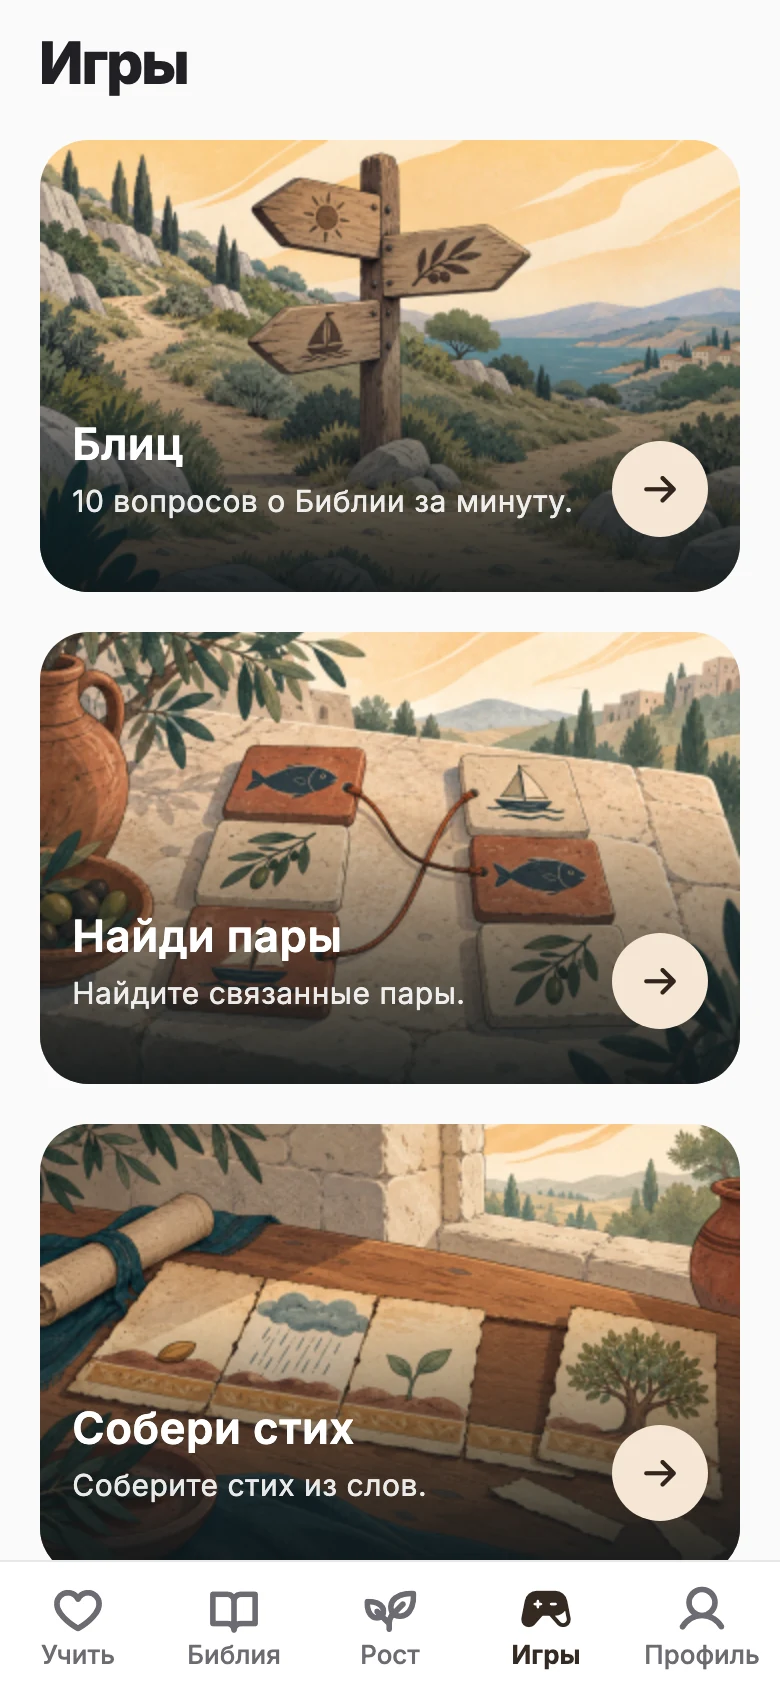 Игры
Блиц
10 вопросов о Библии за минуту.
Найди пары
Найдите связанные пары.
Собери стих
Соберите стих из слов.
Учить
Библия
Рост
Игры
Профиль